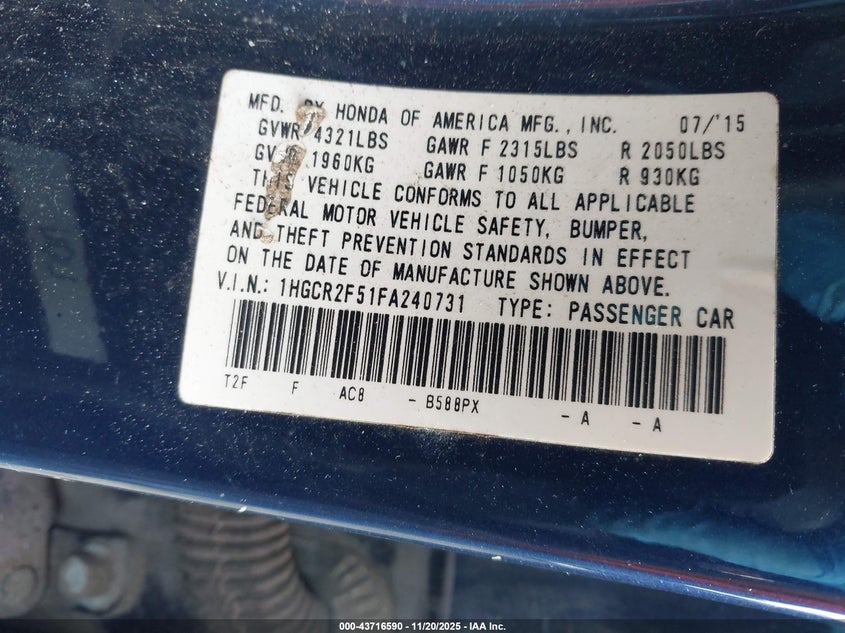 MFD. BY HONDA OF AMERICA MFG., INC. 07/'15
GVWR 4321LBS GAWR F 2315LBS R 2050LBS
1960KG GAWR F 1050KG R 930KG
THIS VEHICLE CONFORMS TO ALL APPLICABLE
FEDERAL MOTOR VEHICLE SAFETY, BUMPER,
AND THEFT PREVENTION STANDARDS IN EFFECT
ON THE DATE OF MANUFACTURE SHOWN ABOVE.
V.I.N.: 1HGCR2F51FA240731 TYPE: PASSENGER CAR
T2F F AC8 - B588PX - A - A
000-43716590 - 11/20/2025 - IAA Inc.